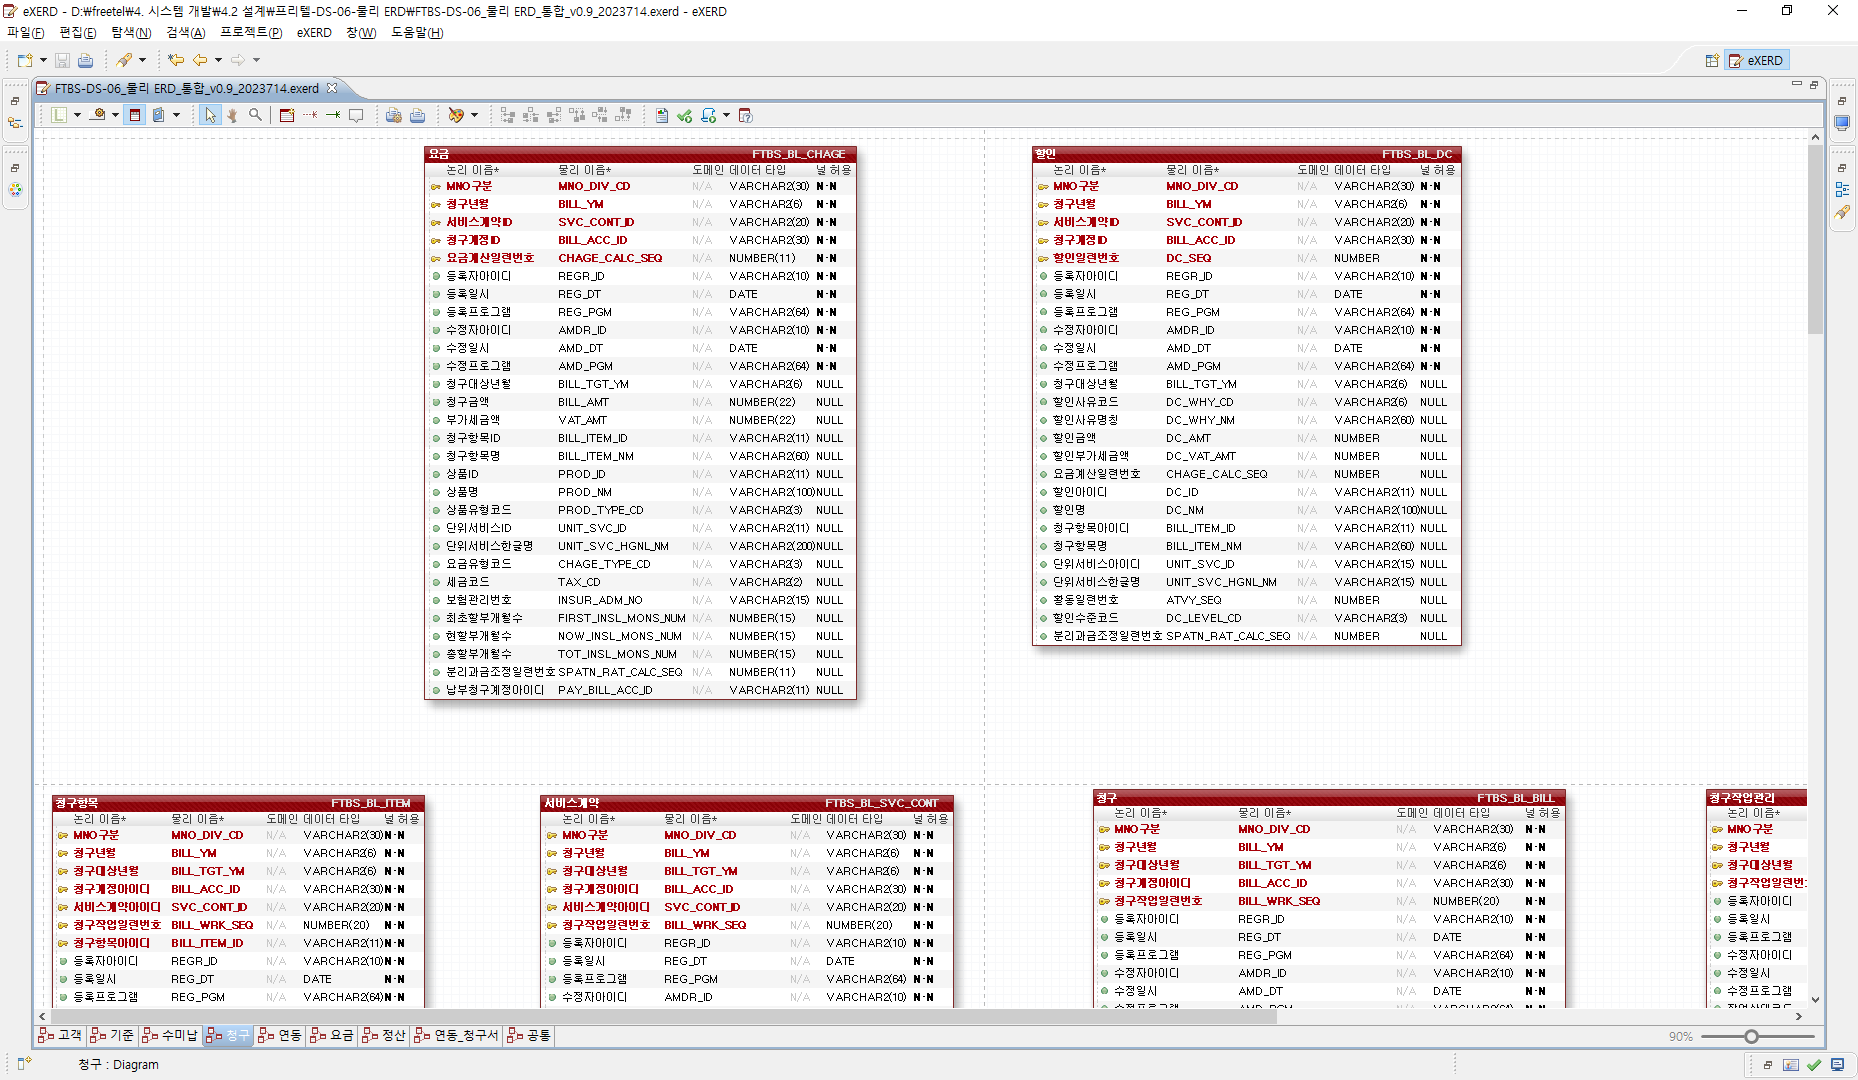 eXERD - D:₩freetel₩4. 시스템 개발₩4.2 설계₩프리텔-DS-06-물리 ERD₩FTBS-DS-06_물리 ERD_통합_v0.9_2023714.exerd - eXERD
파일(F) 편집(E) 탐색(N) 검색(A) 프로젝트(P) eXERD 창(W) 도움말(H)
eXERD
FTBS-DS-06_물리 ERD_통합_v0.9_2023714.exerd
요금 FTBS_BL_CHAGE
논리 이름* 물리 이름* 도메인 데이터 타입 널 허용
MNO구분 MNO_DIV_CD N/A VARCHAR2(30) N-N
청구년월 BILL_YM N/A VARCHAR2(6) N-N
서비스계약ID SVC_CONT_ID N/A VARCHAR2(20) N-N
청구계정ID BILL_ACC_ID N/A VARCHAR2(30) N-N
요금계산일련번호 CHAGE_CALC_SEQ N/A NUMBER(11) N-N
등록자아이디 REGR_ID N/A VARCHAR2(10) N-N
등록일시 REG_DT N/A DATE N-N
등록프로그램 REG_PGM N/A VARCHAR2(64) N-N
수정자아이디 AMDR_ID N/A VARCHAR2(10) N-N
수정일시 AMD_DT N/A DATE N-N
수정프로그램 AMD_PGM N/A VARCHAR2(64) N-N
청구대상년월 BILL_TGT_YM N/A VARCHAR2(6) NULL
청구금액 BILL_AMT N/A NUMBER(22) NULL
부가세금액 VAT_AMT N/A NUMBER(22) NULL
청구항목ID BILL_ITEM_ID N/A VARCHAR2(11) NULL
청구항목명 BILL_ITEM_NM N/A VARCHAR2(60) NULL
상품ID PROD_ID N/A VARCHAR2(11) NULL
상품명 PROD_NM N/A VARCHAR2(100)NULL
상품유형코드 PROD_TYPE_CD N/A VARCHAR2(3) NULL
단위서비스ID UNIT_SVC_ID N/A VARCHAR2(11) NULL
단위서비스한글명 UNIT_SVC_HGNL_NM N/A VARCHAR2(200)NULL
요금유형코드 CHAGE_TYPE_CD N/A VARCHAR2(3) NULL
세금코드 TAX_CD N/A VARCHAR2(2) NULL
보험관리번호 INSUR_ADM_NO N/A VARCHAR2(15) NULL
최초할부개월수 FIRST_INSL_MONS_NUM N/A NUMBER(15) NULL
현할부개월수 NOW_INSL_MONS_NUM N/A NUMBER(15) NULL
총할부개월수 TOT_INSL_MONS_NUM N/A NUMBER(15) NULL
분리과금조정일련번호 SPATN_RAT_CALC_SEQ N/A NUMBER(11) NULL
납부청구계정아이디 PAY_BILL_ACC_ID N/A VARCHAR2(11) NULL
할인 FTBS_BL_DC
논리 이름* 물리 이름* 도메인 데이터 타입 널 허용
MNO구분 MNO_DIV_CD N/A VARCHAR2(30) N-N
청구년월 BILL_YM N/A VARCHAR2(6) N-N
서비스계약ID SVC_CONT_ID N/A VARCHAR2(20) N-N
청구계정ID BILL_ACC_ID N/A VARCHAR2(30) N-N
할인일련번호 DC_SEQ N/A NUMBER N-N
등록자아이디 REGR_ID N/A VARCHAR2(10) N-N
등록일시 REG_DT N/A DATE N-N
등록프로그램 REG_PGM N/A VARCHAR2(64) N-N
수정자아이디 AMDR_ID N/A VARCHAR2(10) N-N
수정일시 AMD_DT N/A DATE N-N
수정프로그램 AMD_PGM N/A VARCHAR2(64) N-N
청구대상년월 BILL_TGT_YM N/A VARCHAR2(6) NULL
할인사유코드 DC_WHY_CD N/A VARCHAR2(6) NULL
할인사유명칭 DC_WHY_NM N/A VARCHAR2(60) NULL
할인금액 DC_AMT N/A NUMBER NULL
할인부가세금액 DC_VAT_AMT N/A NUMBER NULL
요금계산일련번호 CHAGE_CALC_SEQ N/A NUMBER NULL
할인아이디 DC_ID N/A VARCHAR2(11) NULL
할인명 DC_NM N/A VARCHAR2(100)NULL
청구항목아이디 BILL_ITEM_ID N/A VARCHAR2(11) NULL
청구항목명 BILL_ITEM_NM N/A VARCHAR2(60) NULL
단위서비스아이디 UNIT_SVC_ID N/A VARCHAR2(15) NULL
단위서비스한글명 UNIT_SVC_HGNL_NM N/A VARCHAR2(15) NULL
활동일련번호 ATVY_SEQ N/A NUMBER NULL
할인수준코드 DC_LEVEL_CD N/A VARCHAR2(3) NULL
분리과금조정일련번호 SPATN_RAT_CALC_SEQ N/A NUMBER NULL
청구항목 FTBS_BL_ITEM
논리 이름* 물리 이름* 도메인 데이터 타입 널 허용
MNO구분 MNO_DIV_CD N/A VARCHAR2(30)N-N
청구년월 BILL_YM N/A VARCHAR2(6) N-N
청구대상년월 BILL_TGT_YM N/A VARCHAR2(6) N-N
청구계정아이디 BILL_ACC_ID N/A VARCHAR2(30)N-N
서비스계약아이디 SVC_CONT_ID N/A VARCHAR2(20)N-N
청구작업일련번호 BILL_WRK_SEQ N/A NUMBER(20) N-N
청구항목아이디 BILL_ITEM_ID N/A VARCHAR2(11)N-N
등록자아이디 REGR_ID N/A VARCHAR2(10)N-N
등록일시 REG_DT N/A DATE N-N
등록프로그램 REG_PGM N/A VARCHAR2(64)N-N
서비스계약 FTBS_BL_SVC_CONT
논리 이름* 물리 이름* 도메인 데이터 타입 널 허용
MNO구분 MNO_DIV_CD N/A VARCHAR2(30) N-N
청구년월 BILL_YM N/A VARCHAR2(6) N-N
청구대상년월 BILL_TGT_YM N/A VARCHAR2(6) N-N
청구계정아이디 BILL_ACC_ID N/A VARCHAR2(30) N-N
서비스계약아이디 SVC_CONT_ID N/A VARCHAR2(20) N-N
청구작업일련번호 BILL_WRK_SEQ N/A NUMBER(20) N-N
등록자아이디 REGR_ID N/A VARCHAR2(10) N-N
등록일시 REG_DT N/A DATE N-N
등록프로그램 REG_PGM N/A VARCHAR2(64) N-N
수정자아이디 AMDR_ID N/A VARCHAR2(10) N-N
청구 FTBS_BL_BILL
논리 이름* 물리 이름* 도메인 데이터 타입 널 허용
MNO구분 MNO_DIV_CD N/A VARCHAR2(30) N-N
청구년월 BILL_YM N/A VARCHAR2(6) N-N
청구대상년월 BILL_TGT_YM N/A VARCHAR2(6) N-N
청구계정아이디 BILL_ACC_ID N/A VARCHAR2(30) N-N
청구작업일련번호 BILL_WRK_SEQ N/A NUMBER(20) N-N
등록자아이디 REGR_ID N/A VARCHAR2(10) N-N
등록일시 REG_DT N/A DATE N-N
등록프로그램 REG_PGM N/A VARCHAR2(64) N-N
수정자아이디 AMDR_ID N/A VARCHAR2(10) N-N
수정일시 AMD_DT N/A DATE N-N
청구작업관리
논리 이름*
MNO구분
청구년월
청구대상년월
청구작업일련번호
등록자아이디
등록일시
등록프로그램
수정자아이디
수정일시
수정프로그램
고객 기준 수미납 청구 연동 요금 정산 연동_청구서 공통
90%
청구 : Diagram